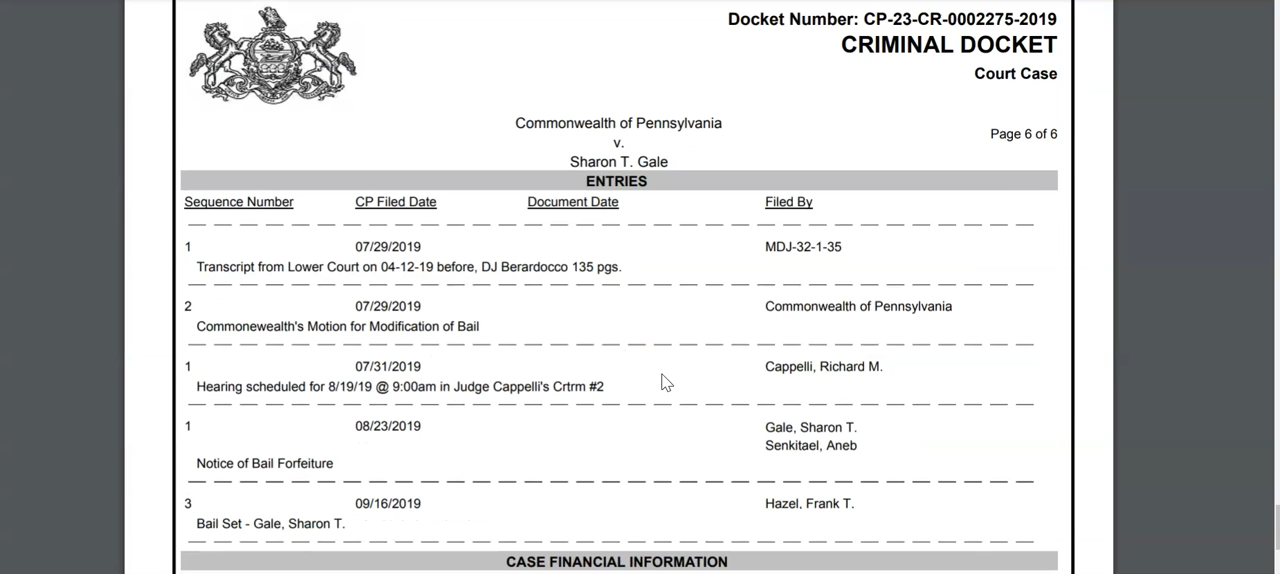 Docket Number: CP-23-CR-0002275-2019
CRIMINAL DOCKET
Court Case
Commonwealth of Pennsylvania
Page 6 of 6
v.
Sharon T. Gale
ENTRIES
Sequence Number CP Filed Date Document Date Filed By
1 07/29/2019 MDJ-32-1-35
Transcript from Lower Court on 04-12-19 before, DJ Berardocco 135 pgs.
2 07/29/2019 Commonwealth of Pennsylvania
Commonewealth's Motion for Modification of Bail
1 07/31/2019 Cappelli, Richard M.
Hearing scheduled for 8/19/19 @ 9:00am in Judge Cappelli's Crtrm #2
1 08/23/2019 Gale, Sharon T.
Senkitael, Aneb
Notice of Bail Forfeiture
3 09/16/2019 Hazel, Frank T.
Bail Set - Gale, Sharon T.
CASE FINANCIAL INFORMATION